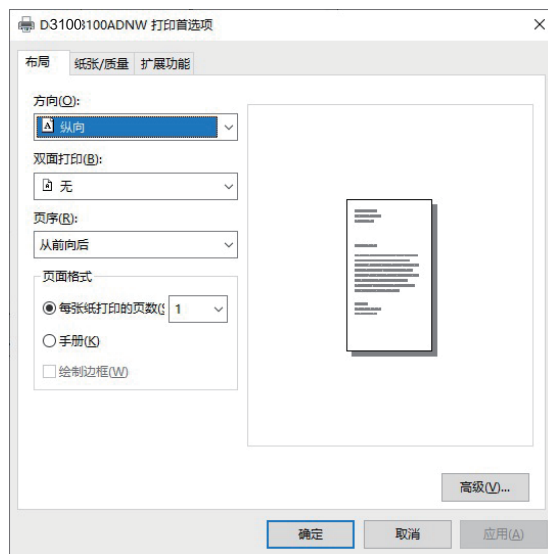 D31003100ADNW 打印首选项
布局 纸张/质量 扩展功能
方向(O):
纵向
双面打印(B):
无
页序(R):
从前向后
页面格式
每张纸打印的页数(S 1
手册(K)
绘制边框(W)
高级(V)...
确定 取消 应用(A)